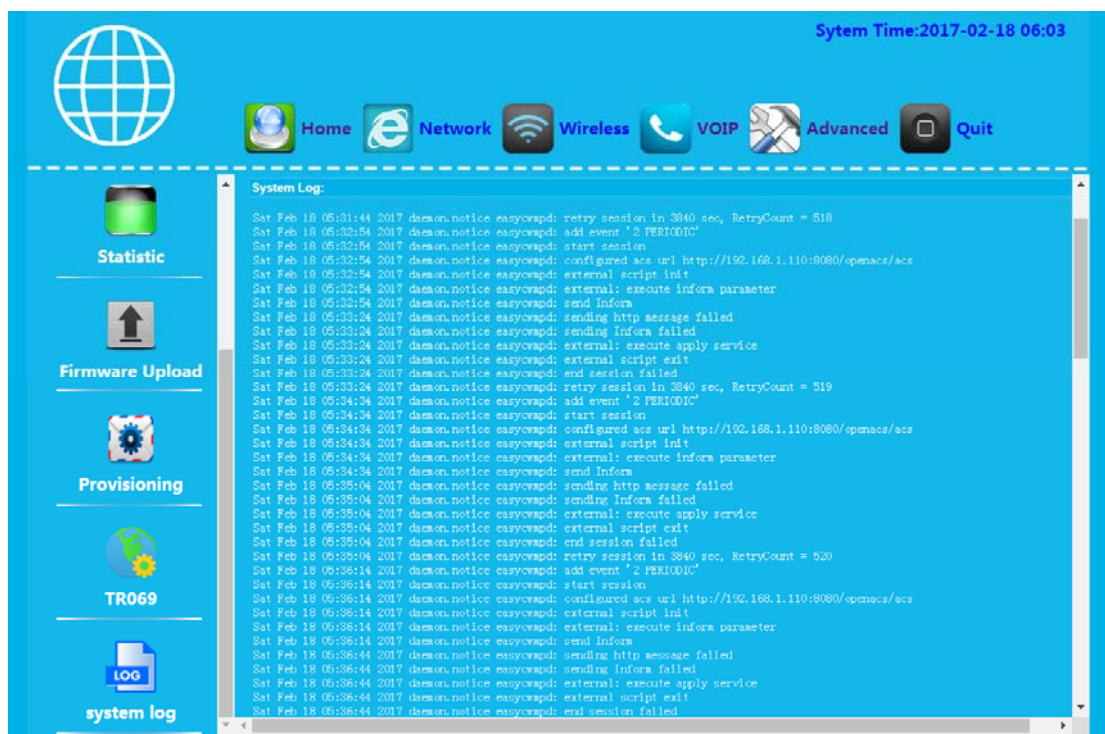 Sytem Time:2017-02-18 06:03
Home
Network
Wireless
VOIP
Advanced
Quit
Statistic
Firmware Upload
Provisioning
TR069
LOG
system log
System Log:
Sat Feb 18 05:31:44 2017 daemon.notice easycwmpd: retry session in 3840 sec, RetryCount = 518
Sat Feb 18 05:32:54 2017 daemon.notice easycwmpd: add event '2 PERIODIC'
Sat Feb 18 05:32:54 2017 daemon.notice easycwmpd: start session
Sat Feb 18 05:32:54 2017 daemon.notice easycwmpd: configured acs url http://192.168.1.110:8080/openacs/acs
Sat Feb 18 05:32:54 2017 daemon.notice easycwmpd: external script init
Sat Feb 18 05:32:54 2017 daemon.notice easycwmpd: external: execute inform parameter
Sat Feb 18 05:32:54 2017 daemon.notice easycwmpd: send Inform
Sat Feb 18 05:33:24 2017 daemon.notice easycwmpd: sending http message failed
Sat Feb 18 05:33:24 2017 daemon.notice easycwmpd: sending Inform failed
Sat Feb 18 05:33:24 2017 daemon.notice easycwmpd: external: execute apply service
Sat Feb 18 05:33:24 2017 daemon.notice easycwmpd: external script exit
Sat Feb 18 05:33:24 2017 daemon.notice easycwmpd: end session failed
Sat Feb 18 05:33:24 2017 daemon.notice easycwmpd: retry session in 3840 sec, RetryCount = 519
Sat Feb 18 05:34:34 2017 daemon.notice easycwmpd: add event '2 PERIODIC'
Sat Feb 18 05:34:34 2017 daemon.notice easycwmpd: start session
Sat Feb 18 05:34:34 2017 daemon.notice easycwmpd: configured acs url http://192.168.1.110:8080/openacs/acs
Sat Feb 18 05:34:34 2017 daemon.notice easycwmpd: external script init
Sat Feb 18 05:34:34 2017 daemon.notice easycwmpd: external: execute inform parameter
Sat Feb 18 05:34:34 2017 daemon.notice easycwmpd: send Inform
Sat Feb 18 05:35:04 2017 daemon.notice easycwmpd: sending http message failed
Sat Feb 18 05:35:04 2017 daemon.notice easycwmpd: sending Inform failed
Sat Feb 18 05:35:04 2017 daemon.notice easycwmpd: external: execute apply service
Sat Feb 18 05:35:04 2017 daemon.notice easycwmpd: external script exit
Sat Feb 18 05:35:04 2017 daemon.notice easycwmpd: end session failed
Sat Feb 18 05:35:04 2017 daemon.notice easycwmpd: retry session in 3840 sec, RetryCount = 520
Sat Feb 18 05:36:14 2017 daemon.notice easycwmpd: add event '2 PERIODIC'
Sat Feb 18 05:36:14 2017 daemon.notice easycwmpd: start session
Sat Feb 18 05:36:14 2017 daemon.notice easycwmpd: configured acs url http://192.168.1.110:8080/openacs/acs
Sat Feb 18 05:36:14 2017 daemon.notice easycwmpd: external script init
Sat Feb 18 05:36:14 2017 daemon.notice easycwmpd: external: execute inform parameter
Sat Feb 18 05:36:14 2017 daemon.notice easycwmpd: send Inform
Sat Feb 18 05:36:44 2017 daemon.notice easycwmpd: sending http message failed
Sat Feb 18 05:36:44 2017 daemon.notice easycwmpd: sending Inform failed
Sat Feb 18 05:36:44 2017 daemon.notice easycwmpd: external: execute apply service
Sat Feb 18 05:36:44 2017 daemon.notice easycwmpd: external script exit
Sat Feb 18 05:36:44 2017 daemon.notice easycwmpd: end session failed